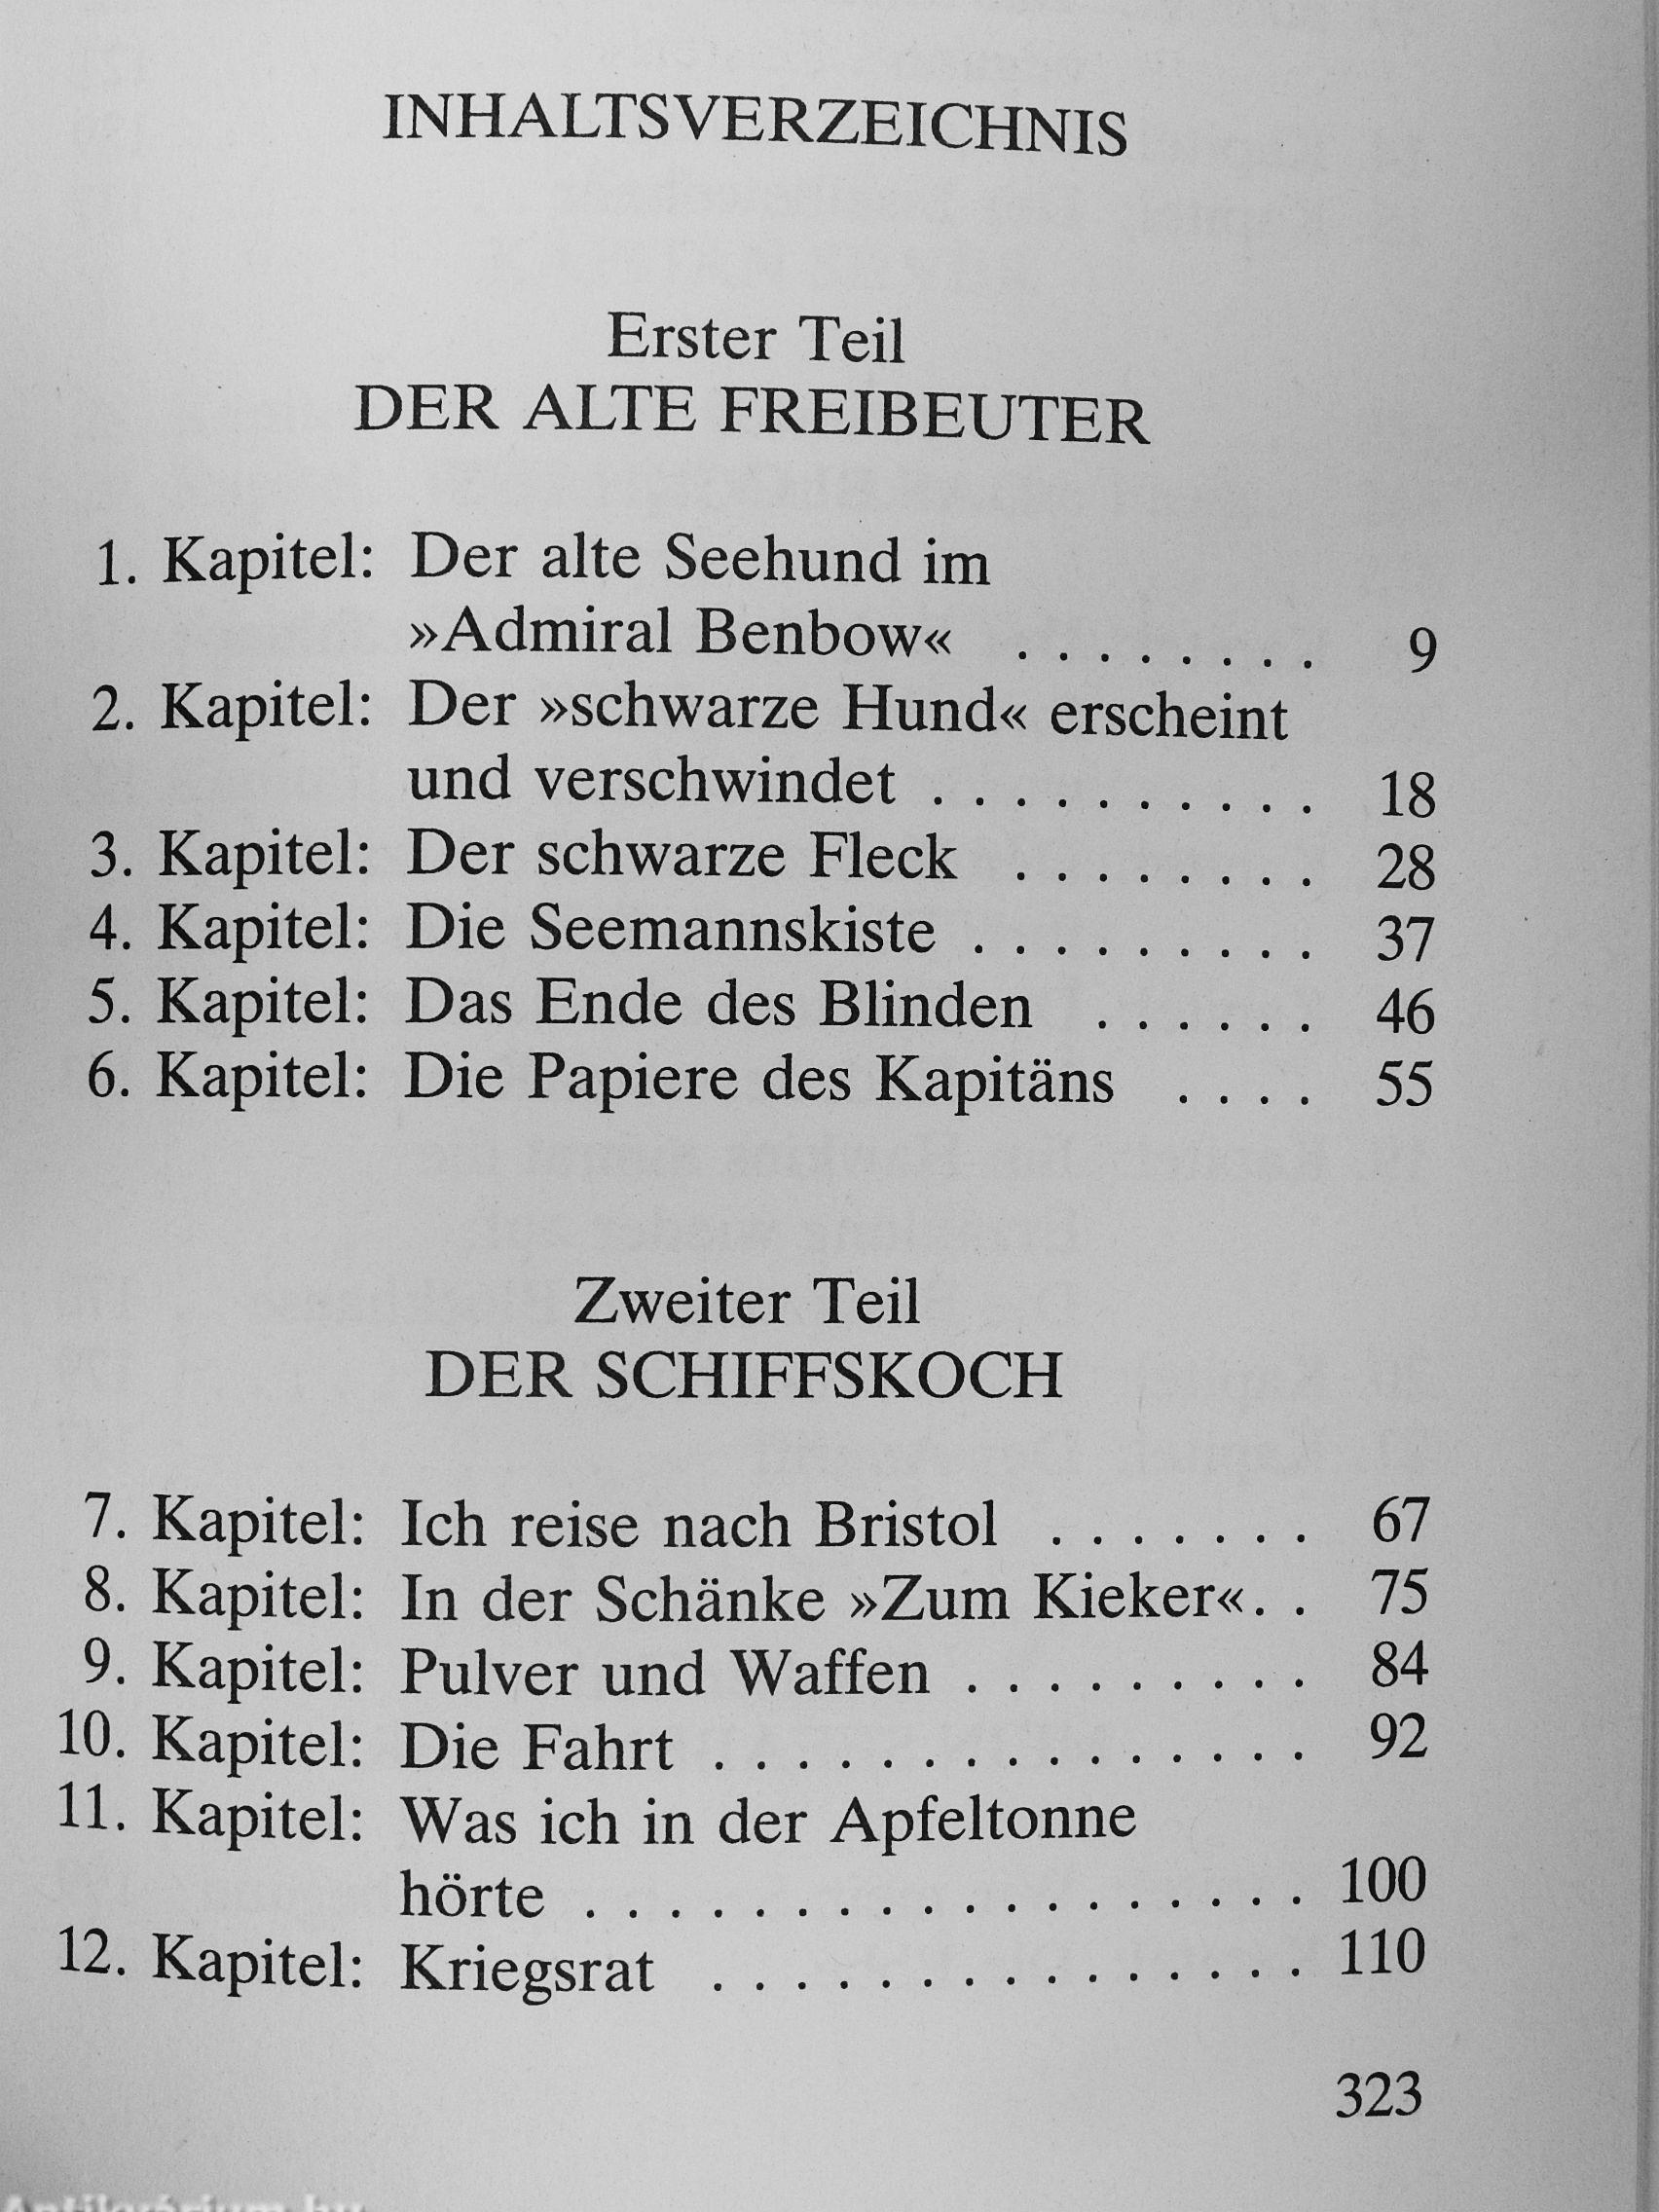 INHALTSVERZEICHNIS
Erster Teil
DER ALTE FREIBEUTER
1. Kapitel: Der alte Seehund im
»Admiral Benbow« . . . . . . . . 9
2. Kapitel: Der »schwarze Hund« erscheint
und verschwindet . . . . . . . . . . 18
3. Kapitel: Der schwarze Fleck . . . . . . . . 28
4. Kapitel: Die Seemannskiste . . . . . . . . . 37
5. Kapitel: Das Ende des Blinden . . . . . . 46
6. Kapitel: Die Papiere des Kapitäns . . . . 55
Zweiter Teil
DER SCHIFFSKOCH
7. Kapitel: Ich reise nach Bristol . . . . . . . 67
8. Kapitel: In der Schänke »Zum Kieker« . . 75
9. Kapitel: Pulver und Waffen . . . . . . . . . 84
10. Kapitel: Die Fahrt . . . . . . . . . . . . . . . 92
11. Kapitel: Was ich in der Apfeltonne
hörte . . . . . . . . . . . . . . . . . . 100
12. Kapitel: Kriegsrat . . . . . . . . . . . . . . . 110
323